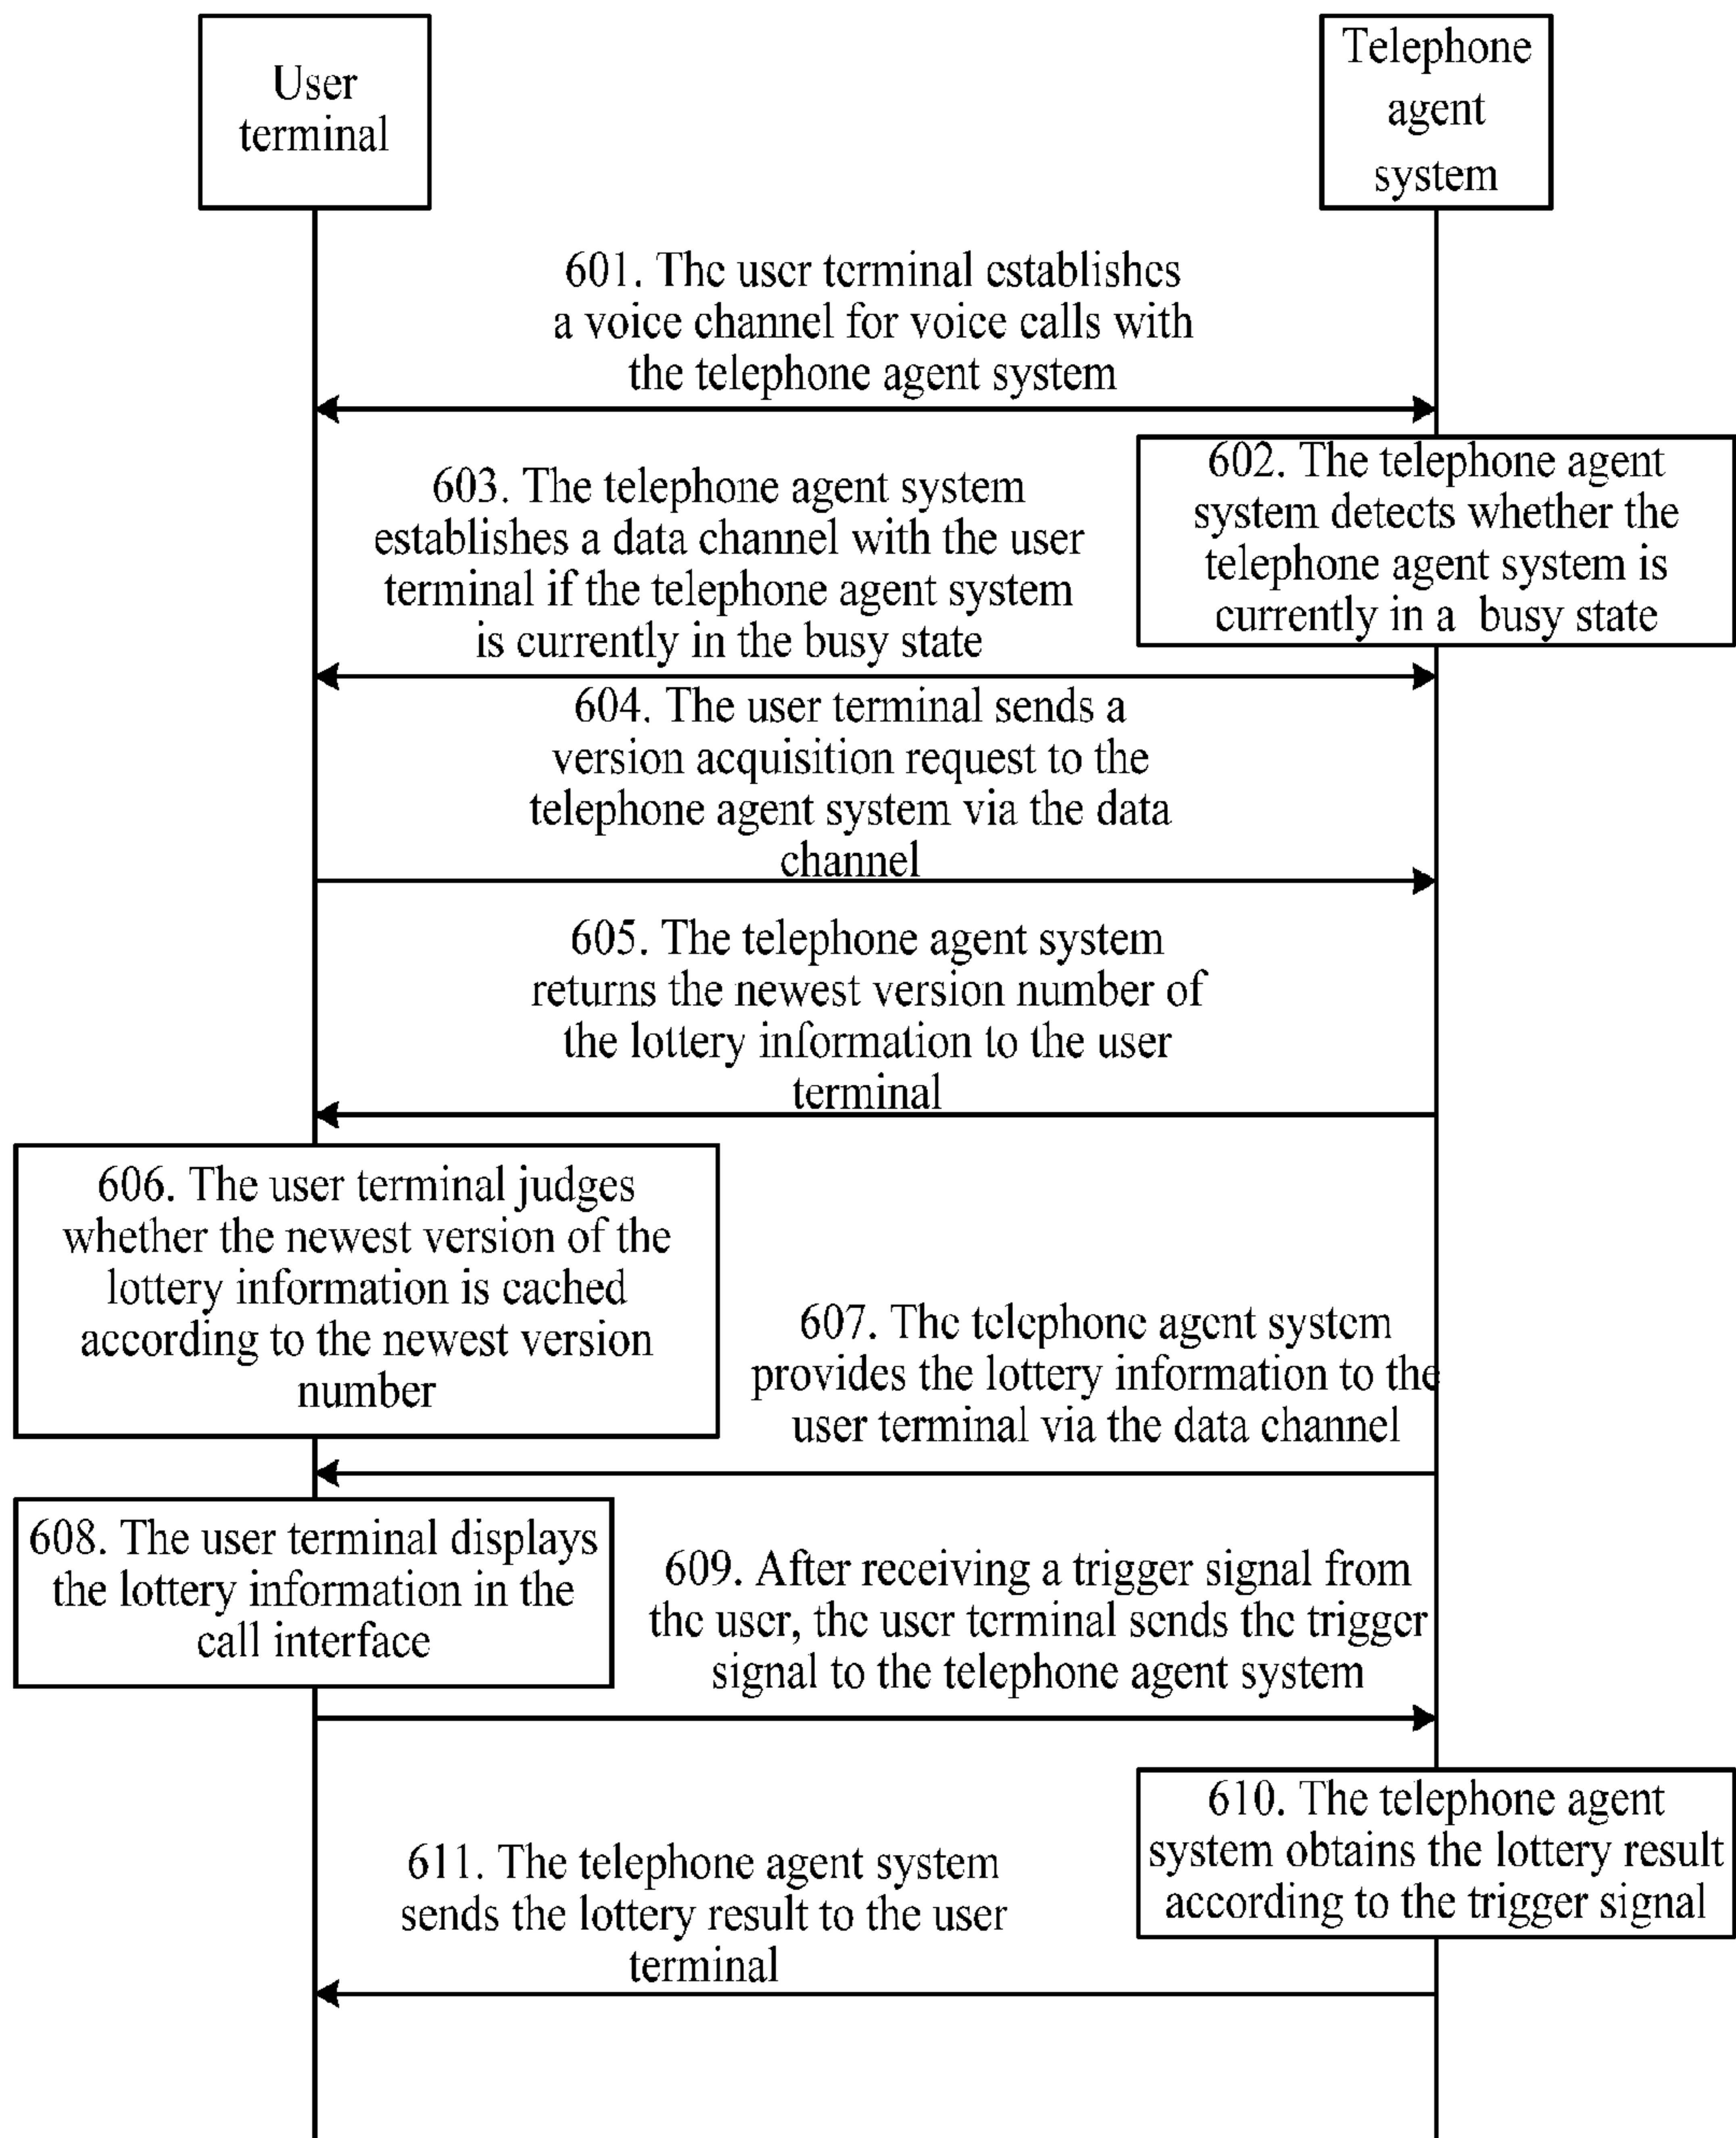 User
terminal
Telephone
agent
system
601. The user terminal establishes
a voice channel for voice calls with
the telephone agent system
602. The telephone agent
system detects whether the
telephone agent system is
currently in a busy state
603. The telephone agent system
establishes a data channel with the user
terminal if the telephone agent system
is currently in the busy state
604. The user terminal sends a
version acquisition request to the
telephone agent system via the data
channel
605. The telephone agent system
returns the newest version number of
the lottery information to the user
terminal
606. The user terminal judges
whether the newest version of the
lottery information is cached
according to the newest version
number
607. The telephone agent system
provides the lottery information to the
user terminal via the data channel
608. The user terminal displays
the lottery information in the
call interface
609. After receiving a trigger signal from
the user, the user terminal sends the trigger
signal to the telephone agent system
610. The telephone agent
system obtains the lottery result
according to the trigger signal
611. The telephone agent system
sends the lottery result to the user
terminal